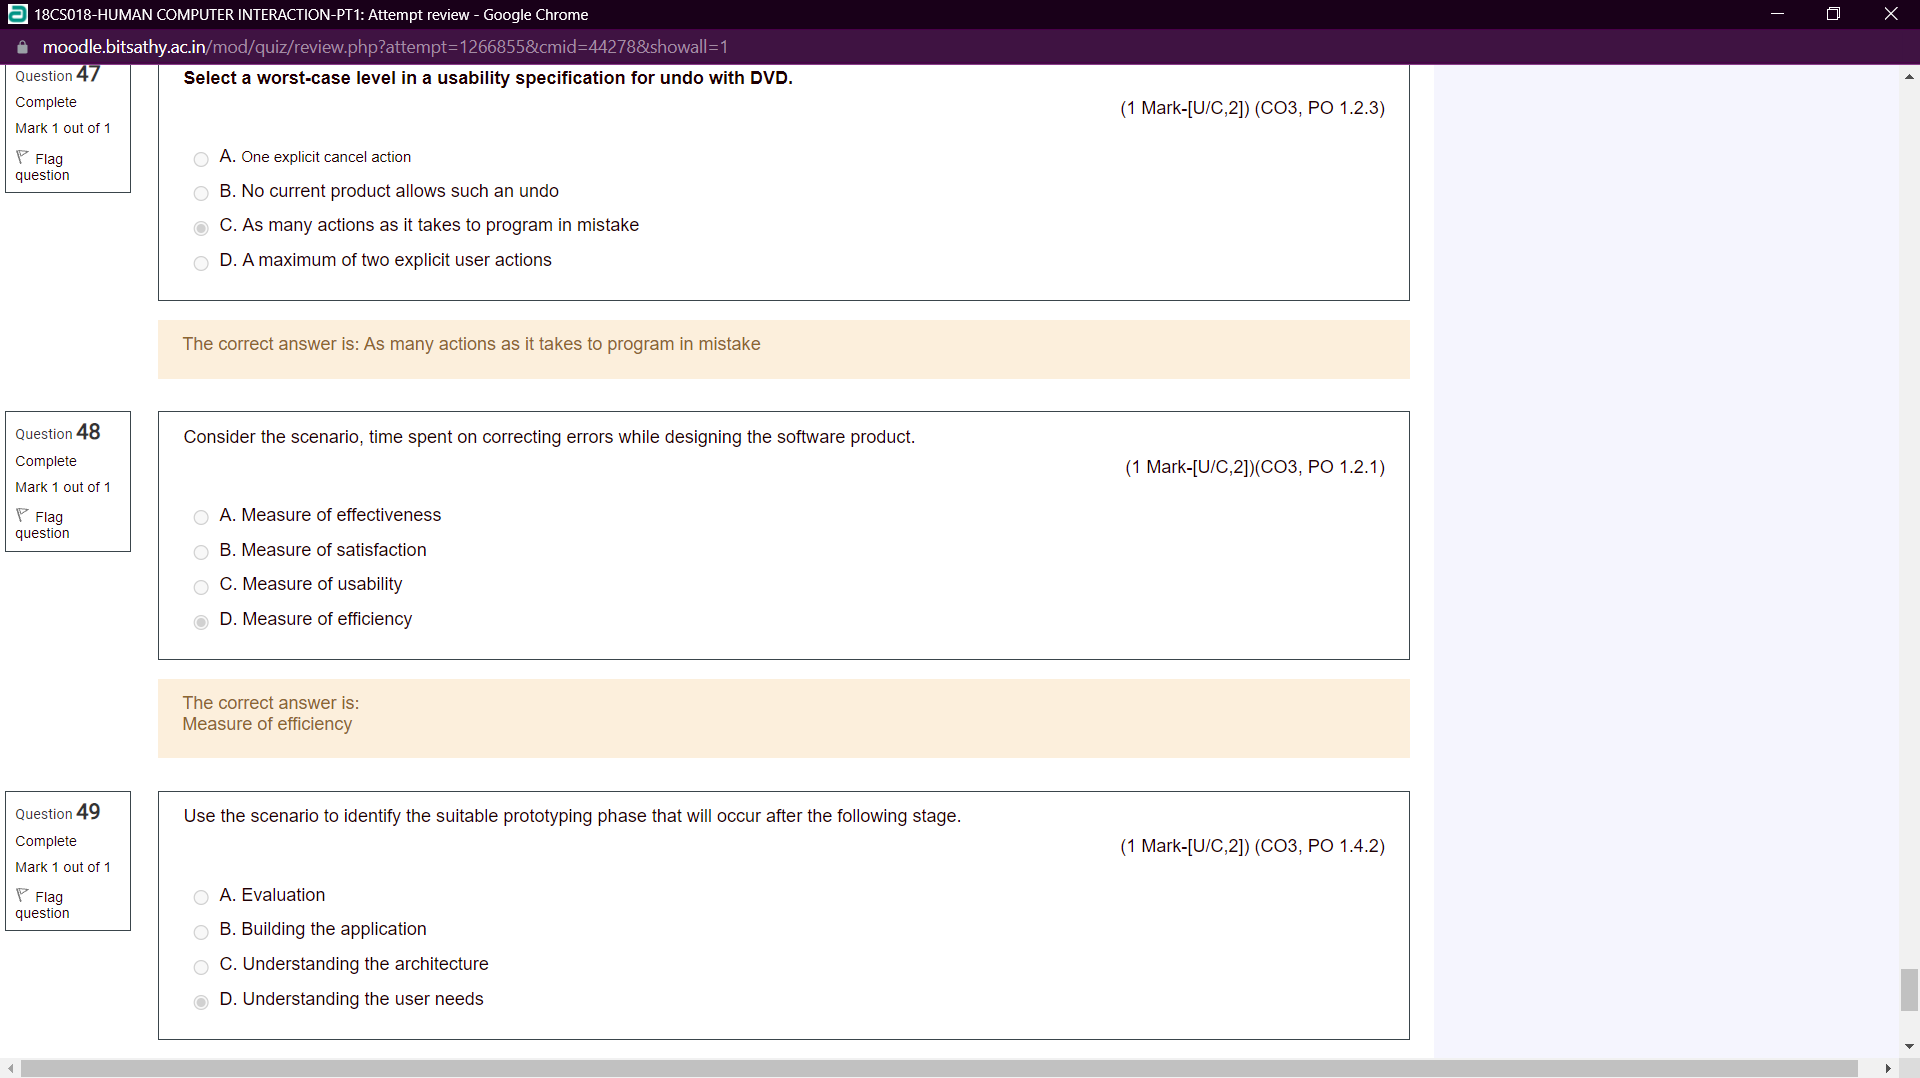 18CS018-HUMAN COMPUTER INTERACTION-PT1: Attempt review - Google Chrome
moodle.bitsathy.ac.in/mod/quiz/review.php?attempt=1266855&cmid=44278&showall=1
Question 47
Complete
Mark 1 out of 1
Flag
question
Select a worst-case level in a usability specification for undo with DVD.
(1 Mark-[U/C,2]) (CO3, PO 1.2.3)
A. One explicit cancel action
B. No current product allows such an undo
C. As many actions as it takes to program in mistake
D. A maximum of two explicit user actions
The correct answer is: As many actions as it takes to program in mistake
Question 48
Complete
Mark 1 out of 1
Flag
question
Consider the scenario, time spent on correcting errors while designing the software product.
(1 Mark-[U/C,2])(CO3, PO 1.2.1)
A. Measure of effectiveness
B. Measure of satisfaction
C. Measure of usability
D. Measure of efficiency
The correct answer is:
Measure of efficiency
Question 49
Complete
Mark 1 out of 1
Flag
question
Use the scenario to identify the suitable prototyping phase that will occur after the following stage.
(1 Mark-[U/C,2]) (CO3, PO 1.4.2)
A. Evaluation
B. Building the application
C. Understanding the architecture
D. Understanding the user needs